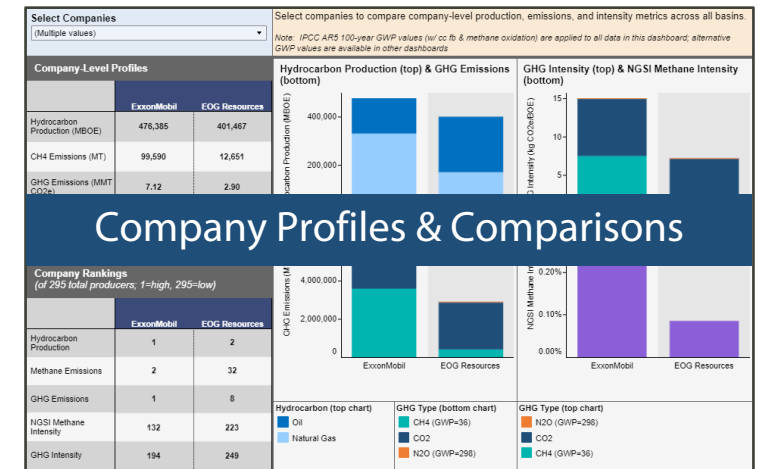 Select Companies
(Multiple values)
Select companies to compare company-level production, emissions, and intensity metrics across all basins.
Note: IPCC AR5 100-year GWP values (w/ cc fb & methane oxidation) are applied to all data in this dashboard; alternative
GWP values are available in other dashboards
Company-Level Profiles
ExxonMobil EOG Resources
Hydrocarbon
Production (MBOE) 476,385 401,467
CH4 Emissions (MT) 99,590 12,651
GHG Emissions (MMT
CO2e) 7.12 2.90
Hydrocarbon Production (top) & GHG Emissions
(bottom)
400,000
200,000
GHG Intensity (top) & NGSI Methane Intensity
(bottom)
Intensity (kg CO2e/BOE)
15
10
5
Company Profiles & Comparisons
Company Rankings
(of 295 total producers; 1=high, 295=low)
ExxonMobil EOG Resources
Hydrocarbon
Production 1 2
Methane Emissions 2 32
GHG Emissions 1 8
NGSI Methane
Intensity 132 223
GHG Intensity 194 249
GHG Emissions (M
4,000,000
2,000,000
0
ExxonMobil EOG Resources
NGSI Methane In
0.20%
0.10%
0.00%
ExxonMobil EOG Resources
Hydrocarbon (top chart)
Oil
Natural Gas
GHG Type (bottom chart)
CH4 (GWP=36)
CO2
N2O (GWP=298)
GHG Type (top chart)
N2O (GWP=298)
CO2
CH4 (GWP=36)